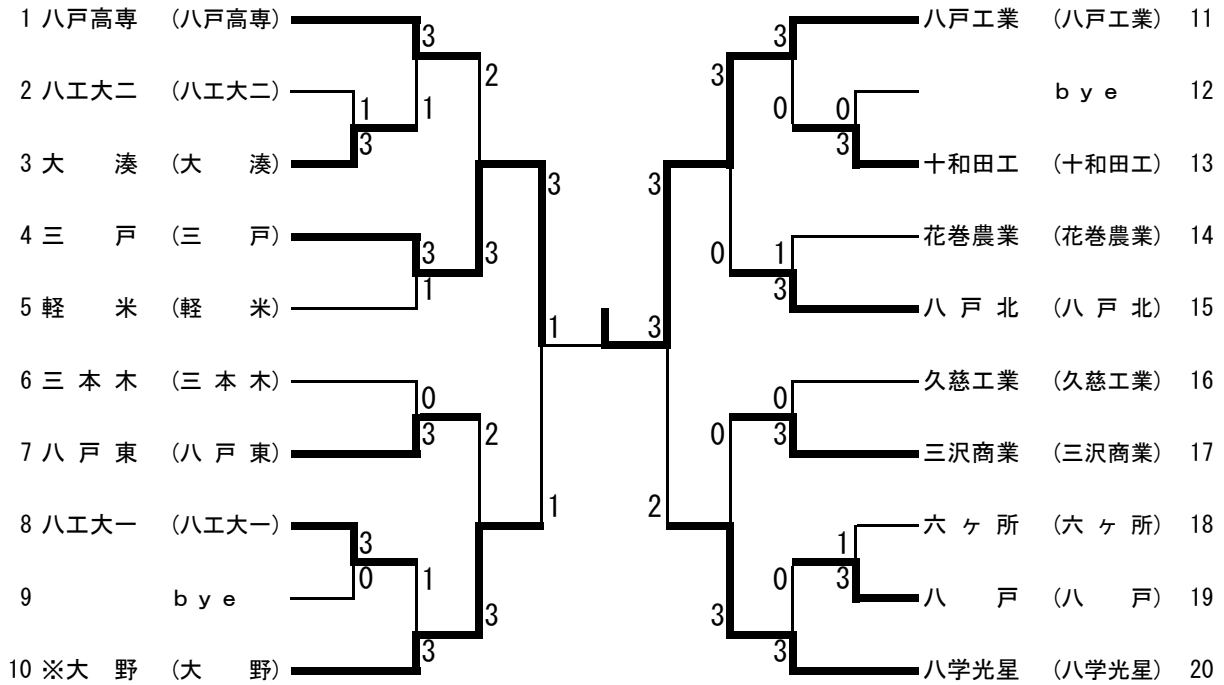 1 八戸高専 (八戸高専)
2 八工大二 (八工大二)
3 大　湊 (大　湊)
4 三　戸 (三　戸)
5 軽　米 (軽　米)
6 三 本 木 (三 本 木)
7 八 戸 東 (八 戸 東)
8 八工大一 (八工大一)
9 ｂｙｅ
10 ※大　野 (大　野)
3
2
1
1
3
3
3
3
1
1
0
3
2
1
3
0
1
3
3
八戸工業 (八戸工業) 11
ｂｙｅ 12
十和田工 (十和田工) 13
花巻農業 (花巻農業) 14
八 戸 北 (八 戸 北) 15
久慈工業 (久慈工業) 16
三沢商業 (三沢商業) 17
六 ヶ 所 (六 ヶ 所) 18
八　戸 (八　戸) 19
八学光星 (八学光星) 20
3
3
0
0
3
3
0
1
3
3
0
0
3
2
1
0
3
3
3